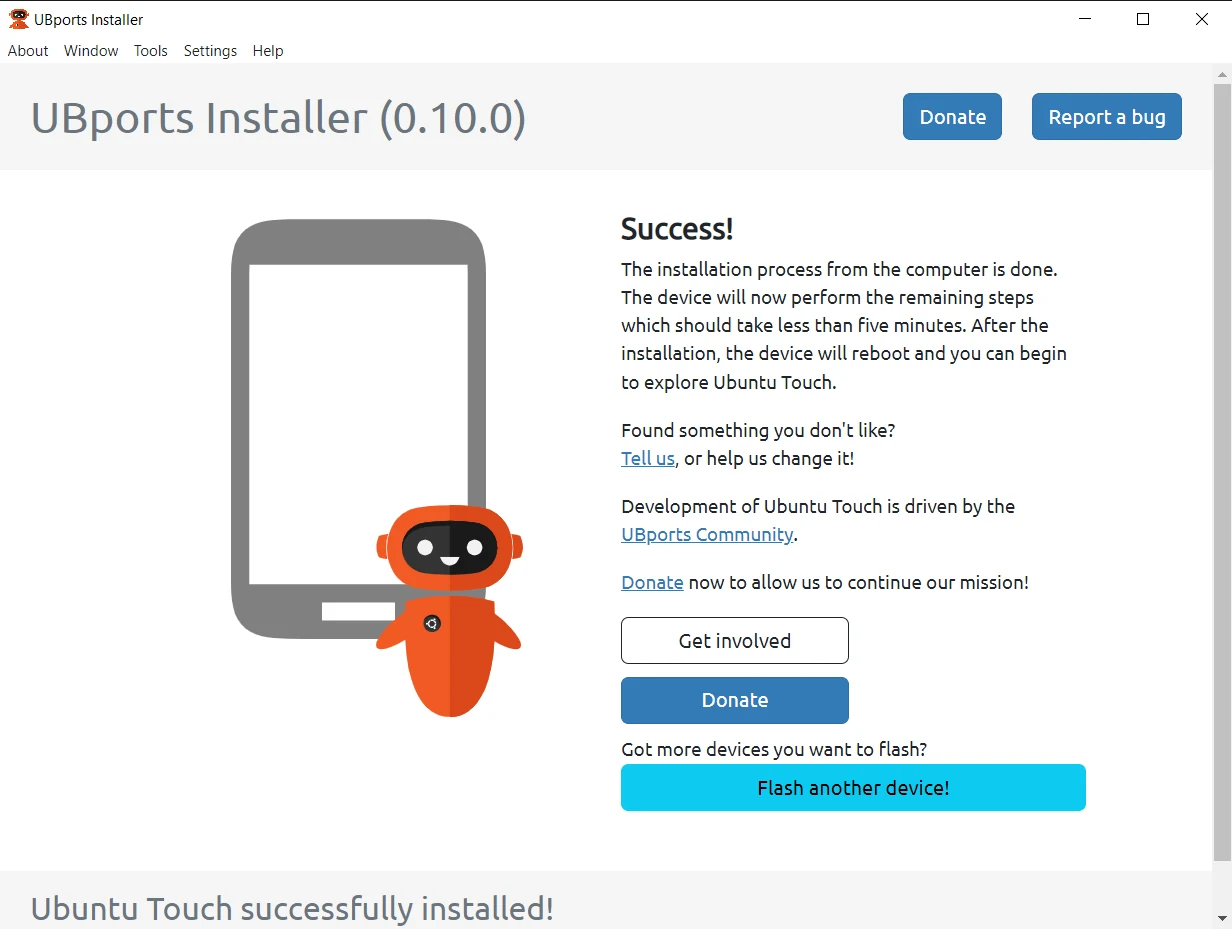 UBports Installer
About Window Tools Settings Help
UBports Installer (0.10.0)
Donate
Report a bug
Success!
The installation process from the computer is done.
The device will now perform the remaining steps
which should take less than five minutes. After the
installation, the device will reboot and you can begin
to explore Ubuntu Touch.
Found something you don't like?
Tell us, or help us change it!
Development of Ubuntu Touch is driven by the
UBports Community.
Donate now to allow us to continue our mission!
Get involved
Donate
Got more devices you want to flash?
Flash another device!
Ubuntu Touch successfully installed!